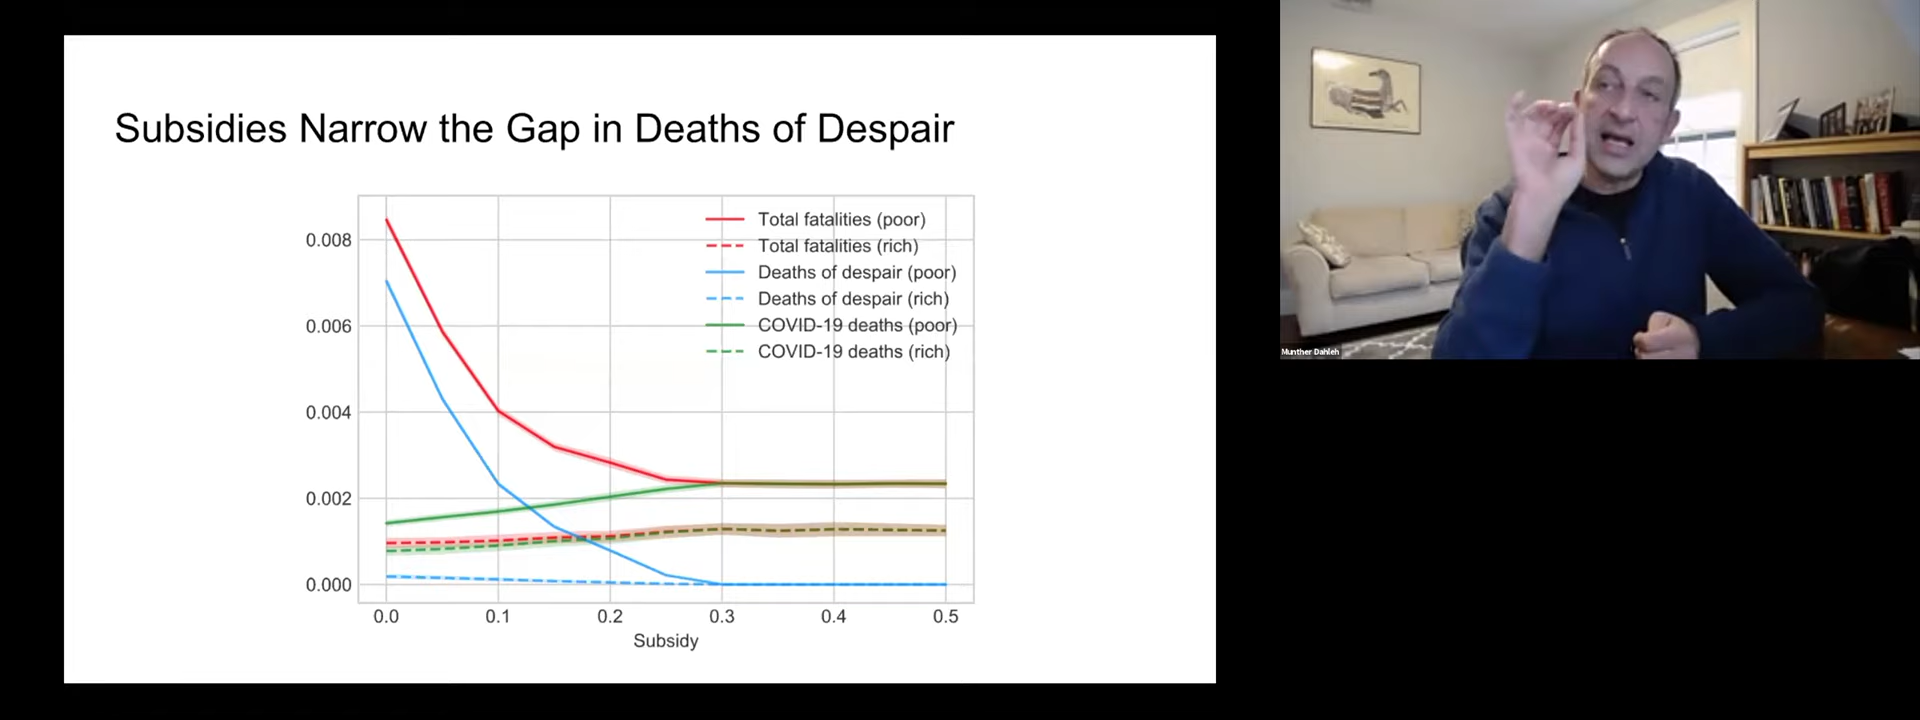 Subsidies Narrow the Gap in Deaths of Despair
Total fatalities (poor)
Total fatalities (rich)
Deaths of despair (poor)
Deaths of despair (rich)
COVID-19 deaths (poor)
COVID-19 deaths (rich)
0.008
0.006
0.004
0.002
0.000
0.0 0.1 0.2 0.3 0.4 0.5
Subsidy
Munther Dahleh